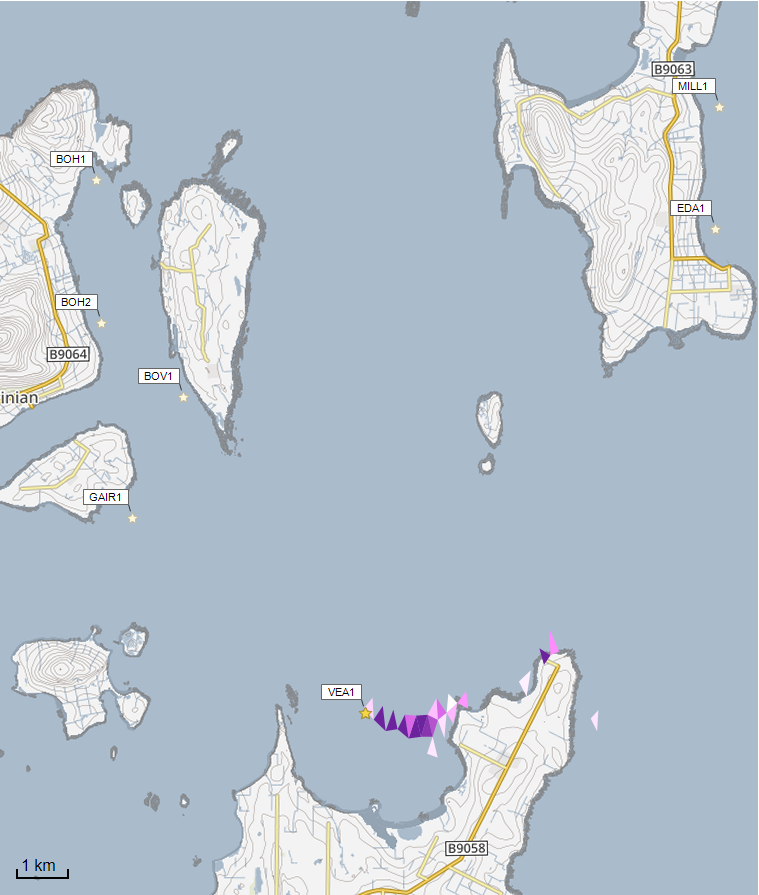 B9063
MILL1
BOH1
EDA1
BOH2
B9064
BOV1
inian
GAIR1
VEA1
B9058
1 km